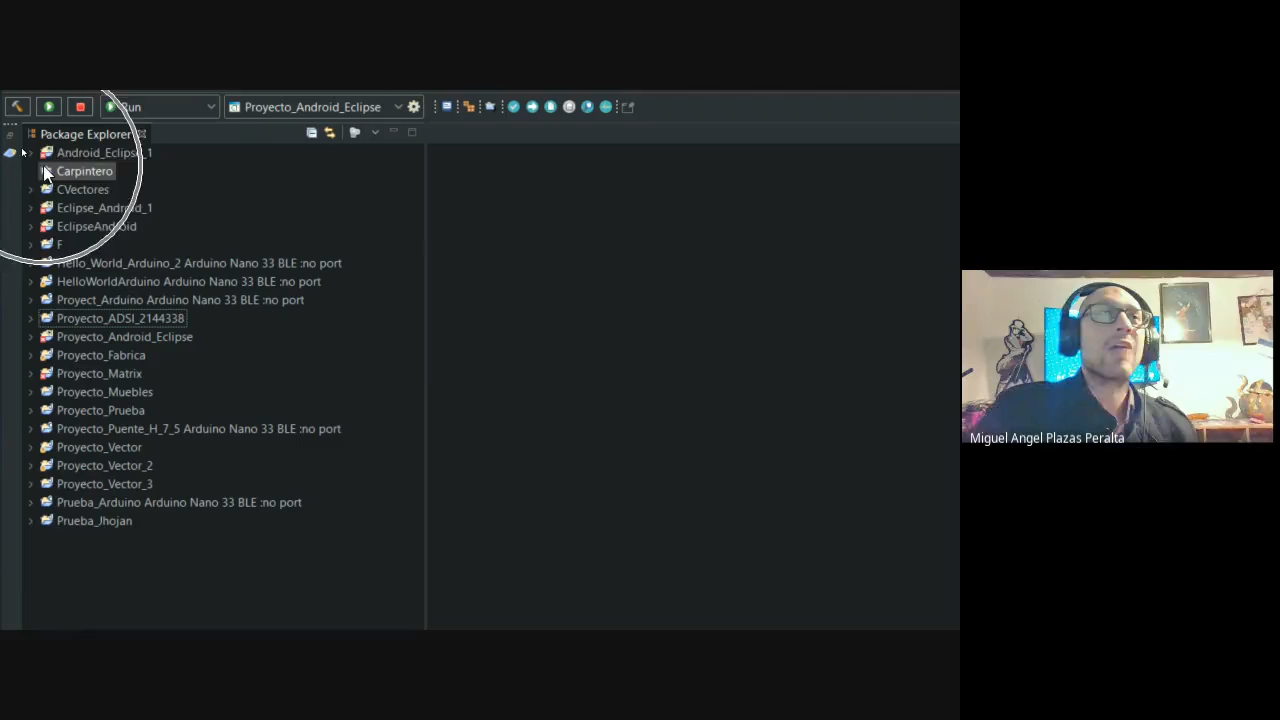 Run
Proyecto_Android_Eclipse
Package Explorer
Android_Eclipse_1
Carpintero
CVectores
Eclipse_Android_1
EclipseAndroid
F
Hello_World_Arduino_2 Arduino Nano 33 BLE :no port
HelloWorldArduino Arduino Nano 33 BLE :no port
Proyect_Arduino Arduino Nano 33 BLE :no port
Proyecto_ADSI_2144338
Proyecto_Android_Eclipse
Proyecto_Fabrica
Proyecto_Matrix
Proyecto_Muebles
Proyecto_Prueba
Proyecto_Puente_H_7_5 Arduino Nano 33 BLE :no port
Proyecto_Vector
Proyecto_Vector_2
Proyecto_Vector_3
Prueba_Arduino Arduino Nano 33 BLE :no port
Prueba_Jhojan
Miguel Angel Plazas Peralta